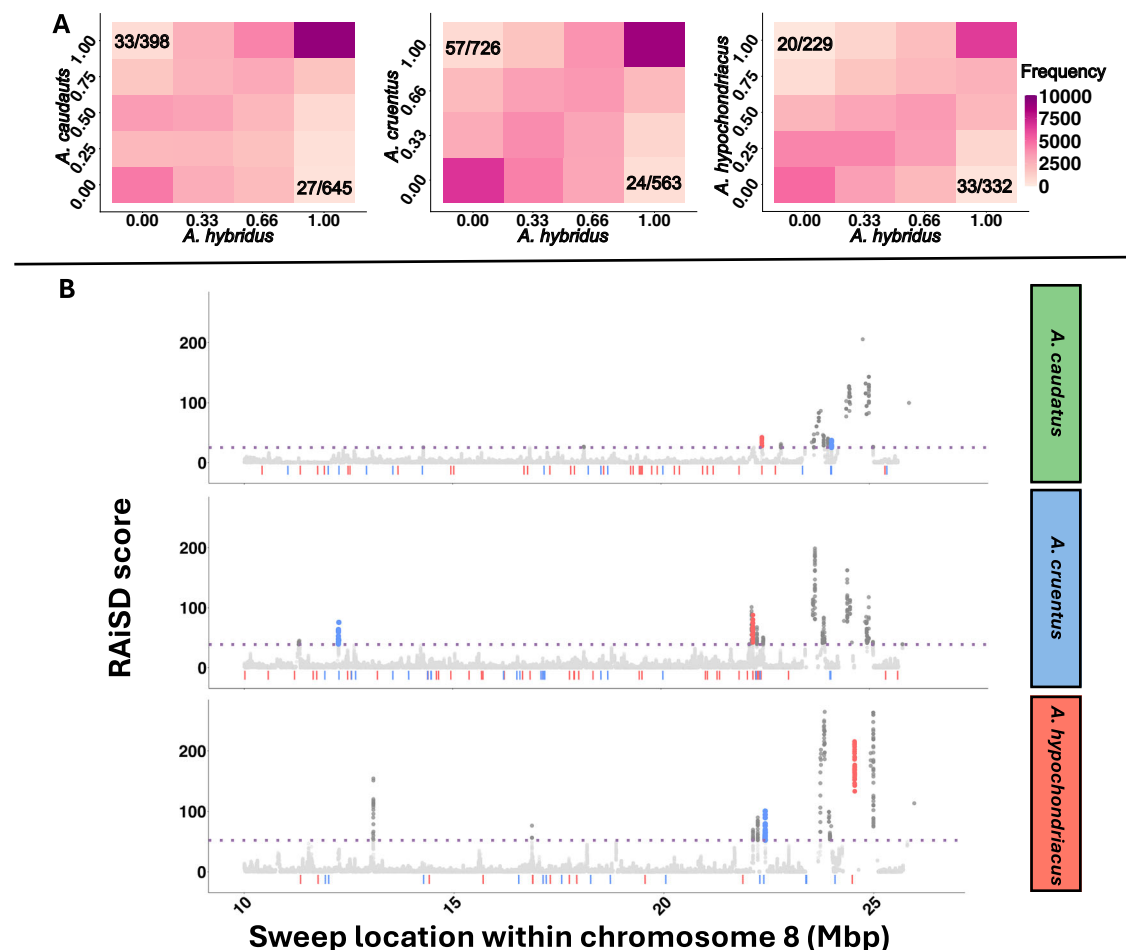 A
33/398
27/645
A. caudauts
1.00
0.75
0.50
0.25
0.00
0.00 0.33 0.66 1.00
A. hybridus
57/726
24/563
A. cruentus
1.00
0.66
0.33
0.00
0.00 0.33 0.66 1.00
A. hybridus
20/229
33/332
A. hypochondriacus
1.00
0.75
0.50
0.25
0.00
0.00 0.33 0.66 1.00
A. hybridus
Frequency
10000
7500
5000
2500
0
B
RAiSD score
200
100
0
A. caudatus
200
100
0
A. cruentus
200
100
0
A. hypochondriacus
10 15 20 25
Sweep location within chromosome 8 (Mbp)